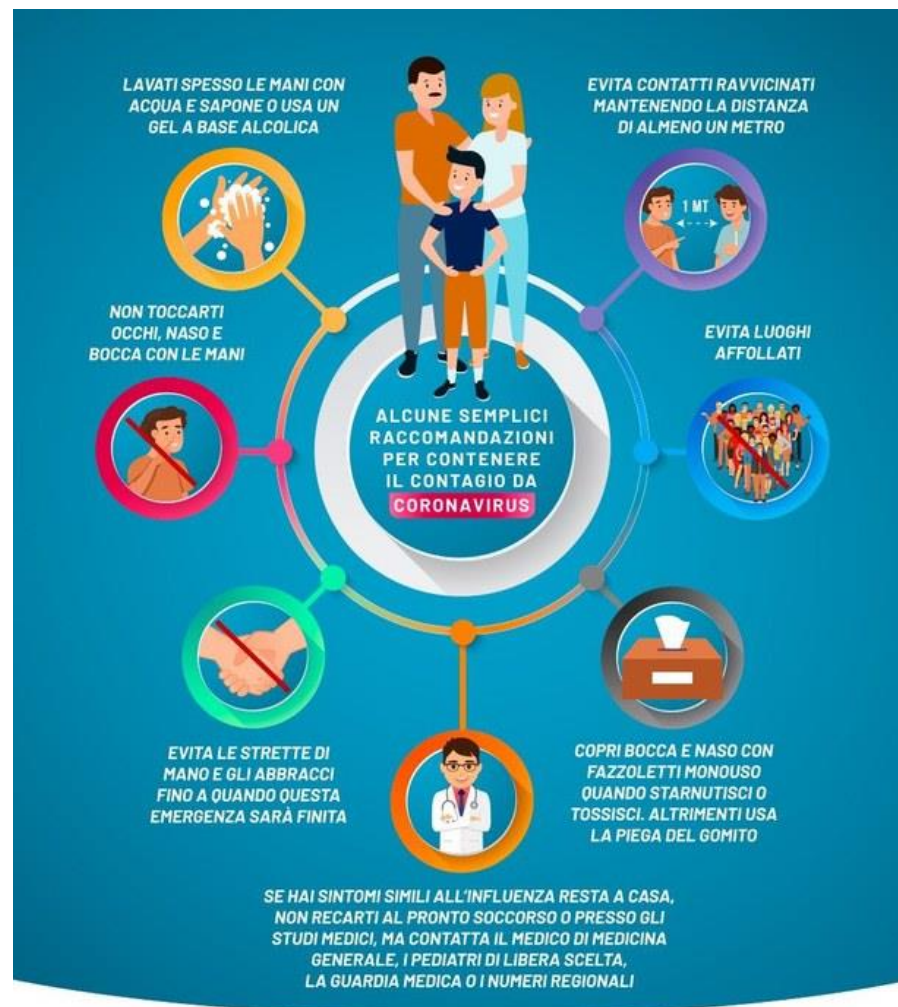 LAVATI SPESSO LE MANI CON
ACQUA E SAPONE O USA UN
GEL A BASE ALCOLICA
EVITA CONTATTI RAVVICINATI
MANTENENDO LA DISTANZA
DI ALMENO UN METRO
1 MT
NON TOCCARTI
OCCHI, NASO E
BOCCA CON LE MANI
EVITA LUOGHI
AFFOLLATI
ALCUNE SEMPLICI
RACCOMANDAZIONI
PER CONTENERE
IL CONTAGIO DA
CORONAVIRUS
EVITA LE STRETTE DI
MANO E GLI ABBRACCI
FINO A QUANDO QUESTA
EMERGENZA SARÀ FINITA
COPRI BOCCA E NASO CON
FAZZOLETTI MONOUSO
QUANDO STARNUTISCI O
TOSSISCI. ALTRIMENTI USA
LA PIEGA DEL GOMITO
SE HAI SINTOMI SIMILI ALL'INFLUENZA RESTA A CASA,
NON RECARTI AL PRONTO SOCCORSO O PRESSO GLI
STUDI MEDICI, MA CONTATTA IL MEDICO DI MEDICINA
GENERALE, I PEDIATRI DI LIBERA SCELTA,
LA GUARDIA MEDICA O I NUMERI REGIONALI